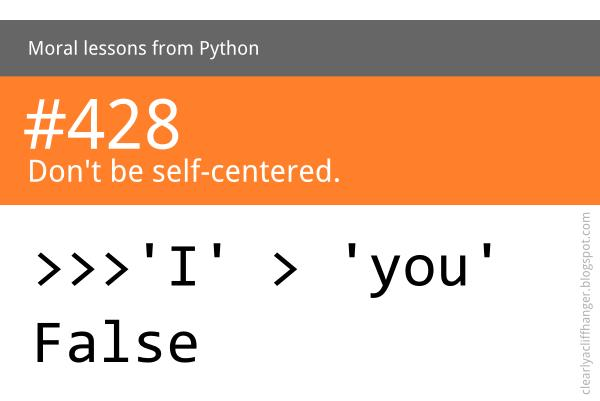 Moral lessons from Python
#428
Don't be self-centered.
>>>'I' > 'you'
False
clearlyacliffhanger.blogspot.com